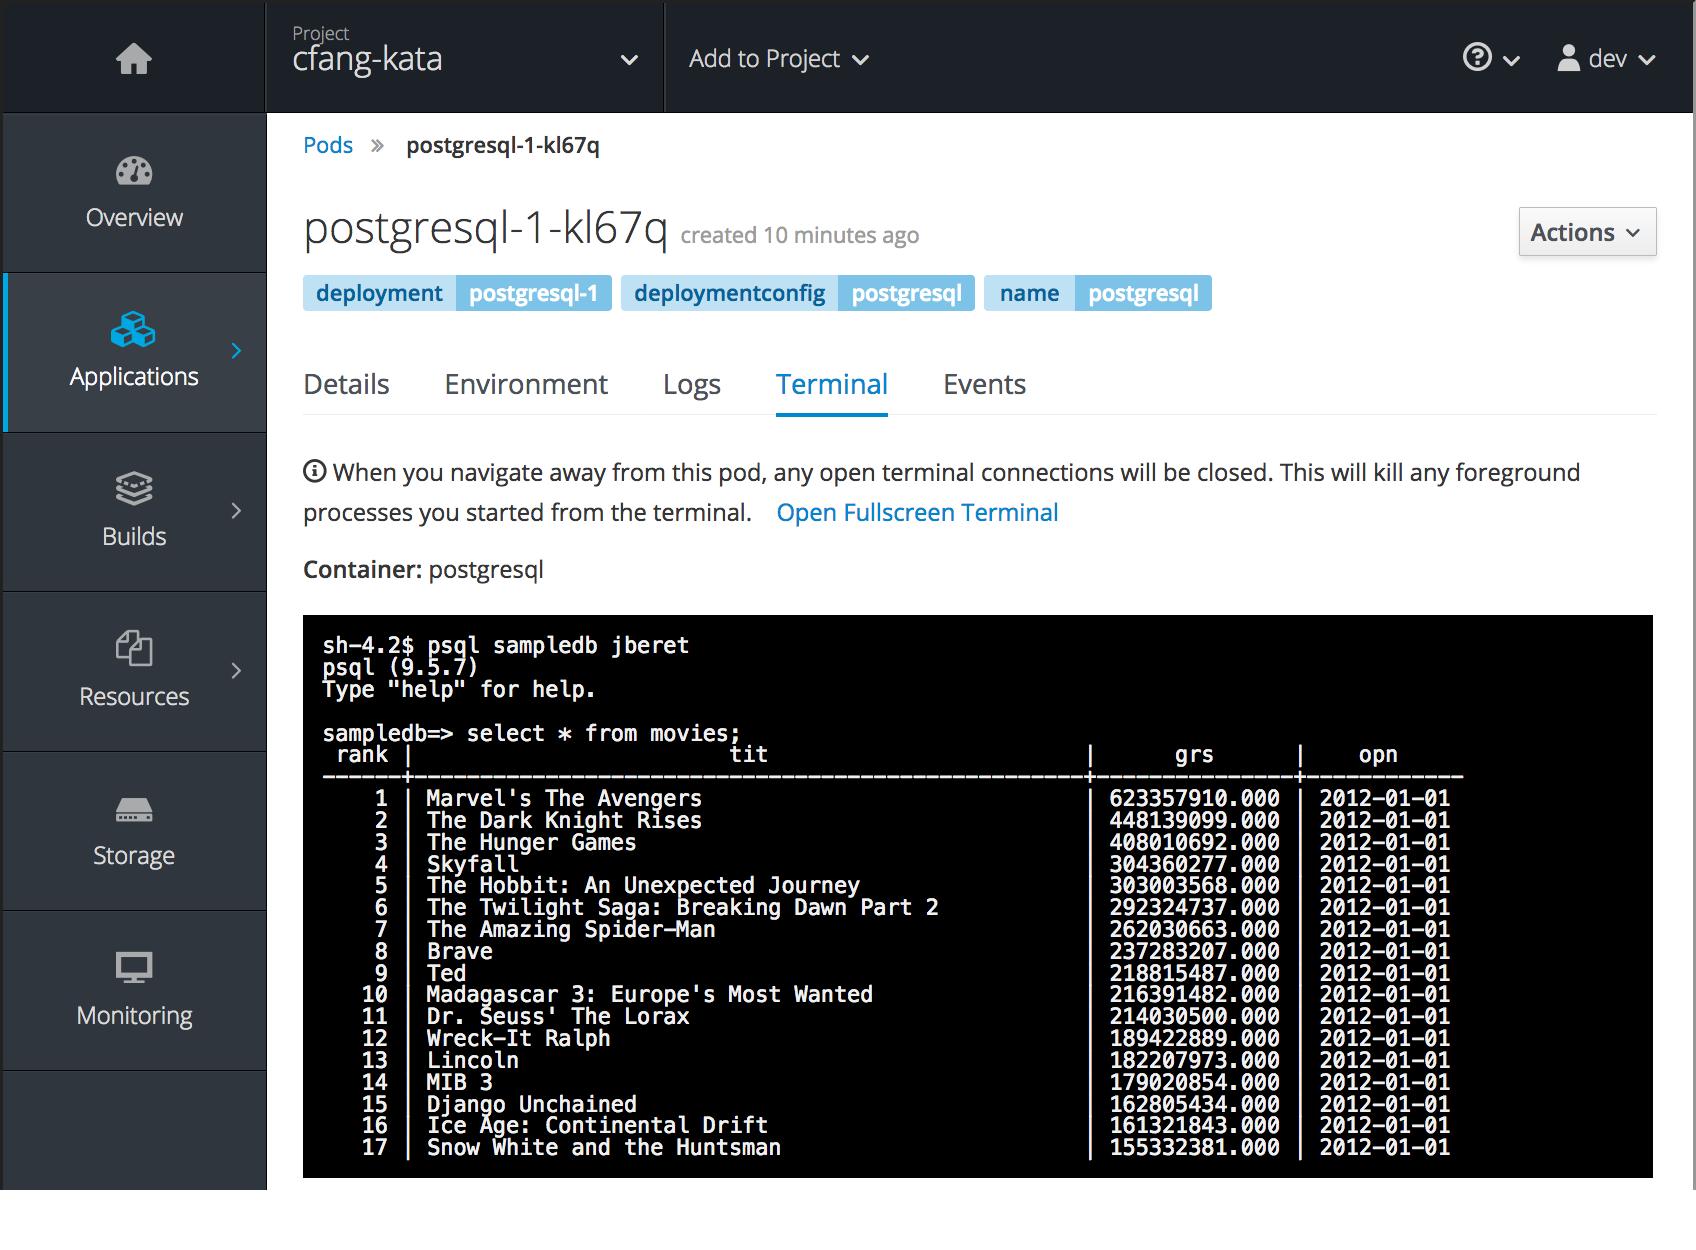 Project
cfang-kata
Add to Project
dev
Overview
Applications
Builds
Resources
Storage
Monitoring
Pods » postgresql-1-kl67q
postgresql-1-kl67q created 10 minutes ago
Actions
deployment postgresql-1 deploymentconfig postgresql name postgresql
Details Environment Logs Terminal Events
When you navigate away from this pod, any open terminal connections will be closed. This will kill any foreground
processes you started from the terminal. Open Fullscreen Terminal
Container: postgresql
sh-4.2$ psql sampledb jberet
psql (9.5.7)
Type "help" for help.
sampledb=> select * from movies;
rank | tit | grs | opn
------+---------------------------------------------------+---------------+------------
1 | Marvel's The Avengers | 623357910.000 | 2012-01-01
2 | The Dark Knight Rises | 448139099.000 | 2012-01-01
3 | The Hunger Games | 408010692.000 | 2012-01-01
4 | Skyfall | 304360277.000 | 2012-01-01
5 | The Hobbit: An Unexpected Journey | 303003568.000 | 2012-01-01
6 | The Twilight Saga: Breaking Dawn Part 2 | 292324737.000 | 2012-01-01
7 | The Amazing Spider-Man | 262030663.000 | 2012-01-01
8 | Brave | 237283207.000 | 2012-01-01
9 | Ted | 218815487.000 | 2012-01-01
10 | Madagascar 3: Europe's Most Wanted | 216391482.000 | 2012-01-01
11 | Dr. Seuss' The Lorax | 214030500.000 | 2012-01-01
12 | Wreck-It Ralph | 189422889.000 | 2012-01-01
13 | Lincoln | 182207973.000 | 2012-01-01
14 | MIB 3 | 179020854.000 | 2012-01-01
15 | Django Unchained | 162805434.000 | 2012-01-01
16 | Ice Age: Continental Drift | 161321843.000 | 2012-01-01
17 | Snow White and the Huntsman | 155332381.000 | 2012-01-01